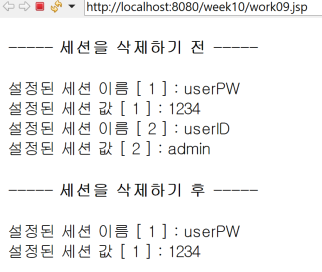 http://localhost:8080/week10/work09.jsp
----- 세션을 삭제하기 전 -----
설정된 세션 이름 [ 1 ] : userPW
설정된 세션 값 [ 1 ] : 1234
설정된 세션 이름 [ 2 ] : userID
설정된 세션 값 [ 2 ] : admin
----- 세션을 삭제하기 후 -----
설정된 세션 이름 [ 1 ] : userPW
설정된 세션 값 [ 1 ] : 1234